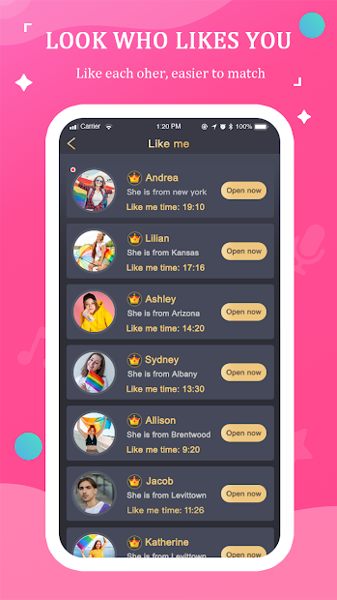 LOOK WHO LIKES YOU
Like each oher, easier to match
Carrier 1:20 PM 100%
Like me
Andrea
She is from new york
Like me time: 19:10
Open now
Lilian
She is from Kansas
Like me time: 17:16
Open now
Ashley
She is from Arizona
Like me time: 14:20
Open now
Sydney
She is from Albany
Like me time: 13:30
Open now
Allison
She is from Brentwood
Like me time: 9:20
Open now
Jacob
She is from Levittown
Like me time: 11:26
Open now
Katherine
She is from Levittown
Open now